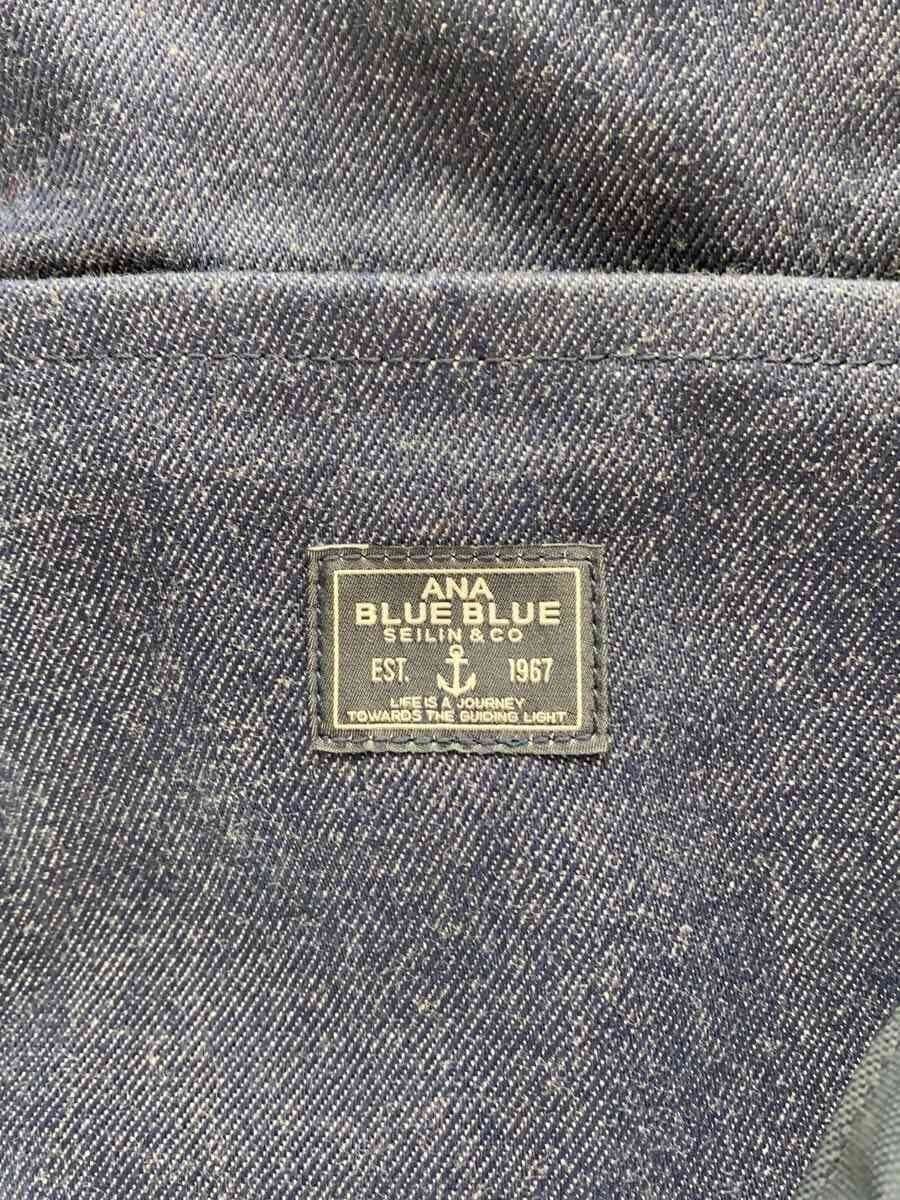 ANA
BLUE BLUE
SEILIN & CO
EST. 1967
LIFE IS A JOURNEY
TOWARDS THE GUIDING LIGHT